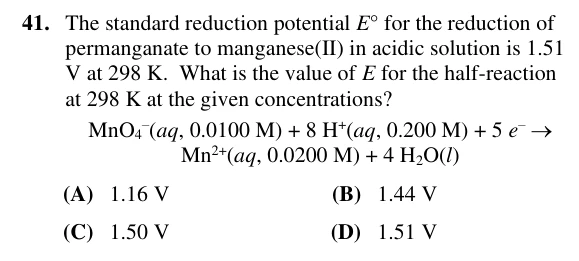 41. The standard reduction potential E° for the reduction of
permanganate to manganese(II) in acidic solution is 1.51
V at 298 K. What is the value of E for the half-reaction
at 298 K at the given concentrations?
MnO₄⁻(aq, 0.0100 M) + 8 H⁺(aq, 0.200 M) + 5 e⁻ →
Mn²⁺(aq, 0.0200 M) + 4 H₂O(l)
(A) 1.16 V (B) 1.44 V
(C) 1.50 V (D) 1.51 V